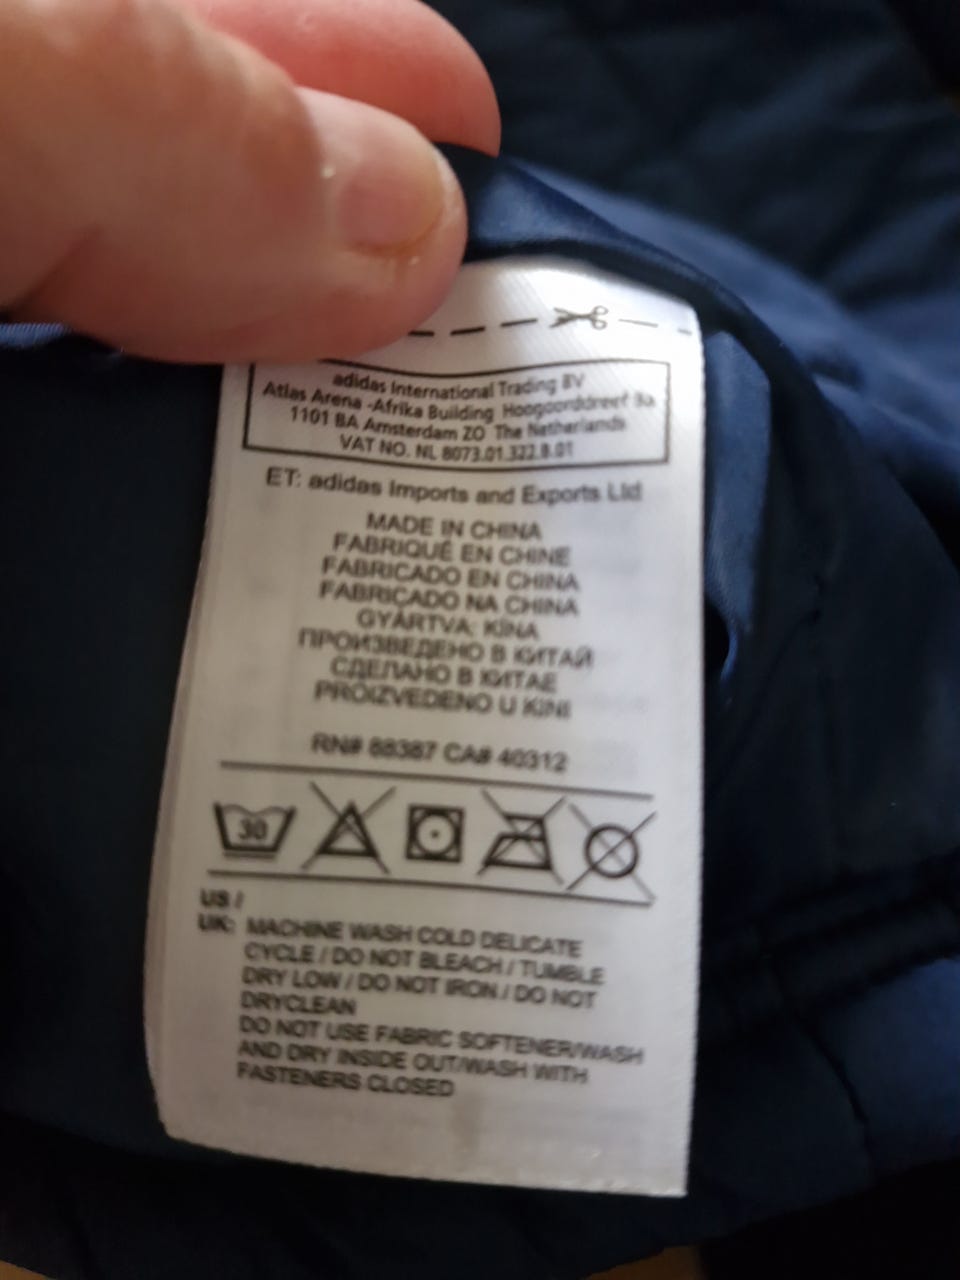 adidas International Trading BV
Atlas Arena -Afrika Building Hoogoorddreef 9a
1101 BA Amsterdam ZO The Netherlands
VAT NO. NL 8073.01.322.B.01
ET: adidas Imports and Exports Ltd
MADE IN CHINA
FABRIQUÉ EN CHINE
FABRICADO EN CHINA
FABRICADO NA CHINA
GYÁRTVA: KÍNA
ПРОИЗВЕДЕНО В КИТАЙ
СДЕЛАНО В КИТАЕ
PROIZVEDENO U KINI
RN# 88387 CA# 40312
30
US /
UK: MACHINE WASH COLD DELICATE
CYCLE / DO NOT BLEACH / TUMBLE
DRY LOW / DO NOT IRON / DO NOT
DRYCLEAN
DO NOT USE FABRIC SOFTENER/WASH
AND DRY INSIDE OUT/WASH WITH
FASTENERS CLOSED